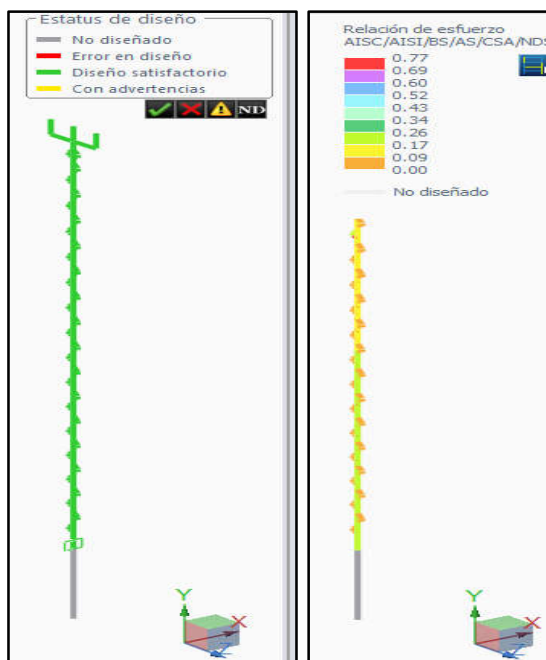 Estatus de diseño
No diseñado
Error en diseño
Diseño satisfactorio
Con advertencias
ND
Y
X
Z
Relación de esfuerzo
AISC/AISI/BS/AS/CSA/NDS
0.77
0.69
0.60
0.52
0.43
0.34
0.26
0.17
0.09
0.00
No diseñado
Y
X
Z